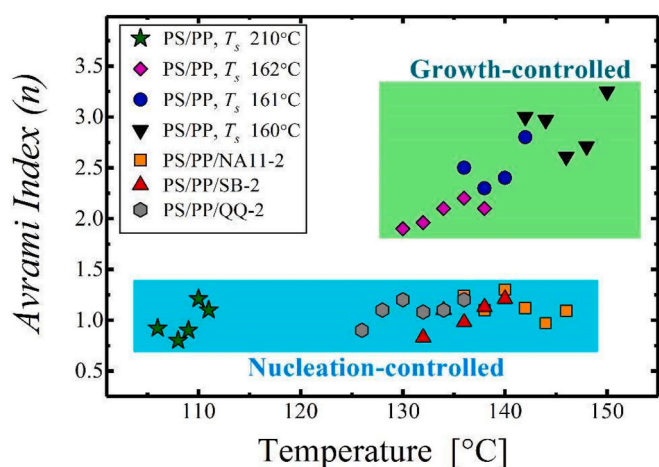 PS/PP, Ts 210°C
PS/PP, Ts 162°C
PS/PP, Ts 161°C
PS/PP, Ts 160°C
PS/PP/NA11-2
PS/PP/SB-2
PS/PP/QQ-2
Growth-controlled
Nucleation-controlled
Avrami Index (n)
3.5
3.0
2.5
2.0
1.5
1.0
0.5
110
120
130
140
150
Temperature [°C]